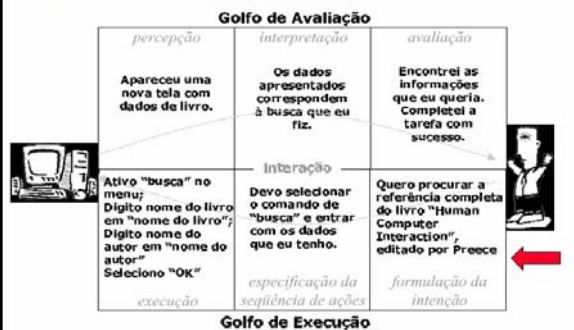 Golfo de Avaliação
percepção
interpretação
avaliação
Apareceu uma
nova tela com
dados de livro.
Os dados
apresentados
correspondem
à busca que eu
fiz.
Encontrei as
informações
que eu queria.
Completei a
tarefa com
sucesso.
Interação
Ativo "busca" no
menu;
Digito nome do livro
em "nome do livro";
Digito nome do
autor em "nome do
autor"
Seleciono "OK"
Devo selecionar
o comando de
"busca" e entrar
com os dados
que eu tenho.
Quero procurar a
referência completa
do livro "Human
Computer
Interaction",
editado por Preece
execução
especificação da
seqüência de ações
formulação da
intenção
Golfo de Execução